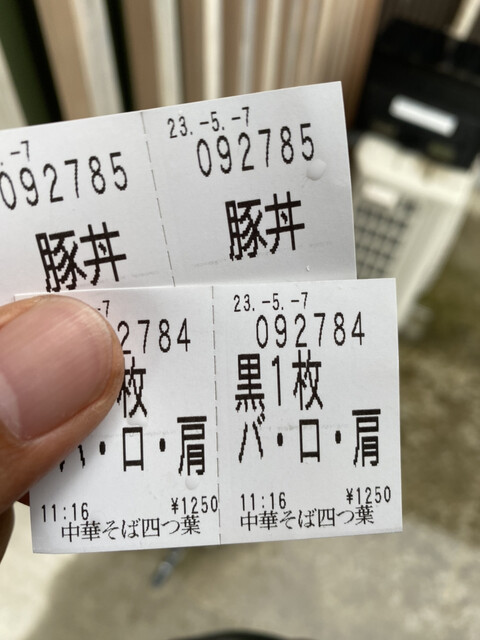 .-7
092785
豚丼
23.-5.-7
092785
豚丼
-7
2784
枚
バ・ロ・肩
11:16 ¥1250
中華そば四つ葉
23.-5.-7
092784
黒1枚
バ・ロ・肩
11:16 ¥1250
中華そば四つ葉